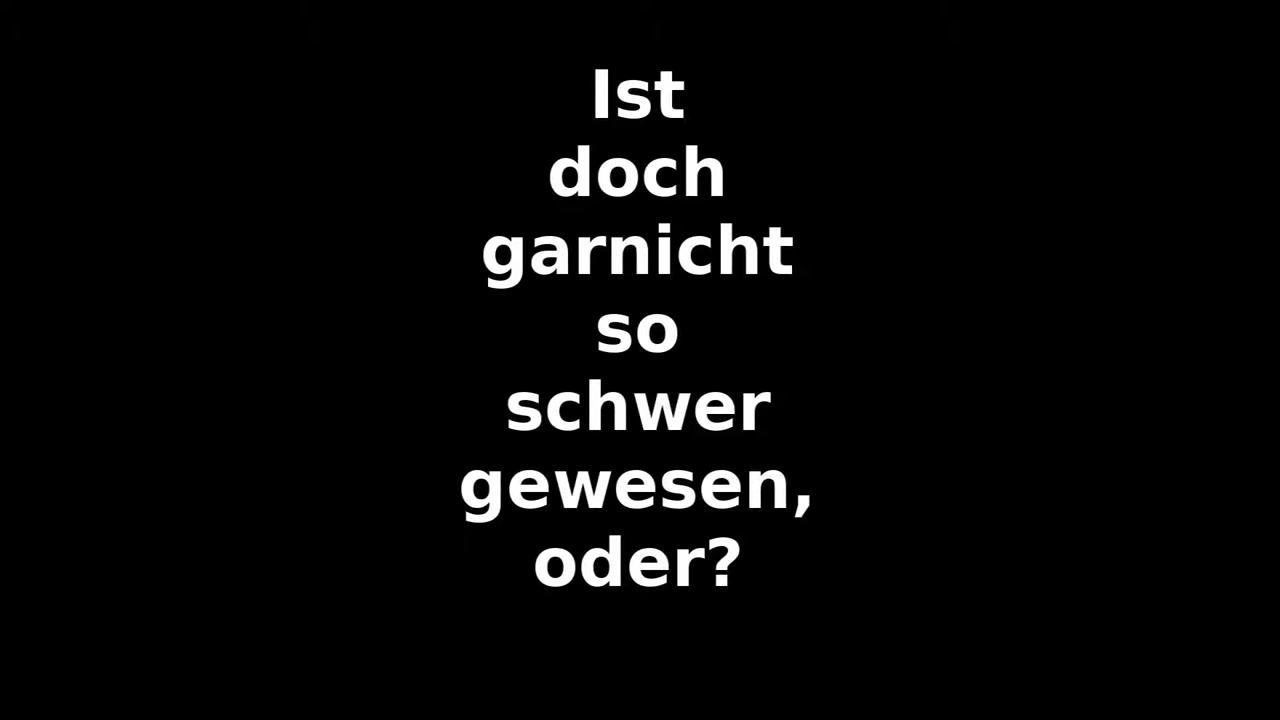 Ist
doch
garnicht
so
schwer
gewesen,
oder?